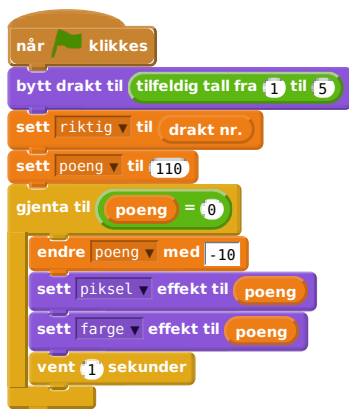 når klikkes
bytt drakt til tilfeldig tall fra 1 til 5
sett riktig til drakt nr.
sett poeng til 110
gjenta til poeng = 0
endre poeng med -10
sett piksel effekt til poeng
sett farge effekt til poeng
vent 1 sekunder